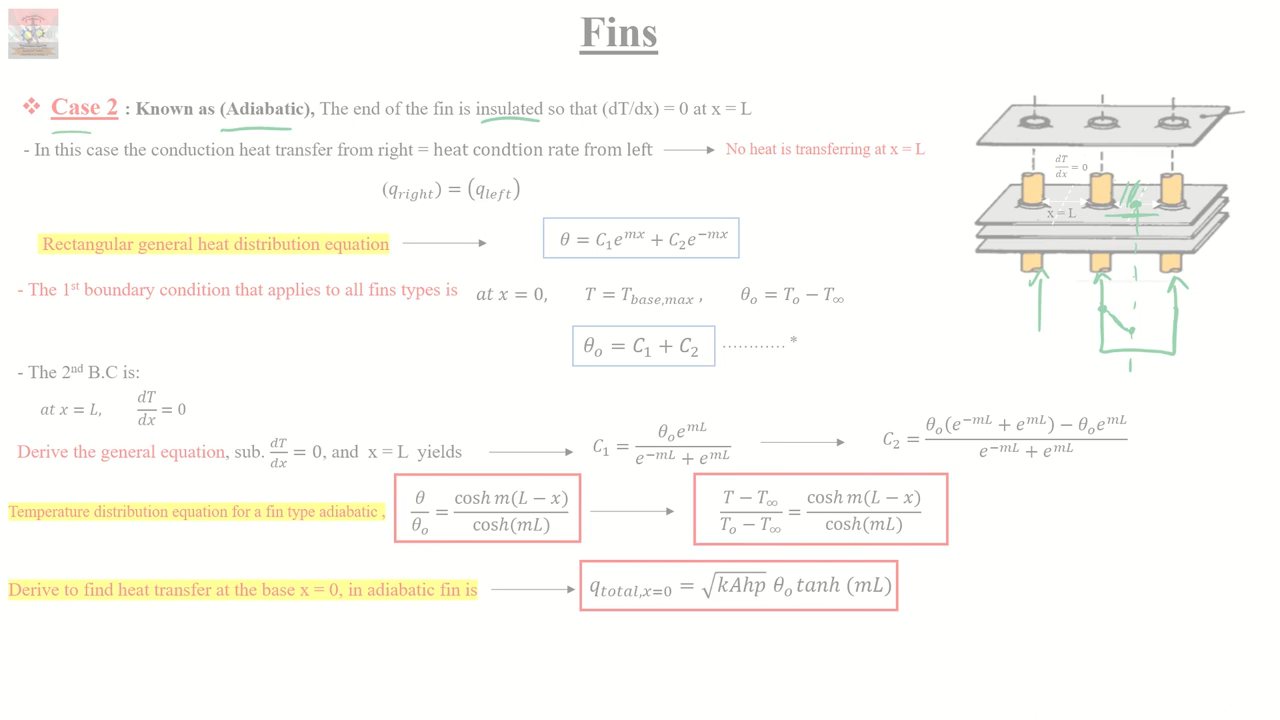 Fins
❖ Case 2 : Known as (Adiabatic), The end of the fin is insulated so that (dT/dx) = 0 at x = L
- In this case the conduction heat transfer from right = heat condtion rate from left → No heat is transferring at x = L
(q_right) = (q_left)
Rectangular general heat distribution equation → θ = C₁e^{mx} + C₂e^{-mx}
- The 1st boundary condition that applies to all fins types is at x = 0, T = T_{base,max} , θ_o = T_o − T_∞
θ_o = C₁ + C₂ ............ *
- The 2nd B.C is:
at x = L, dT/dx = 0
Derive the general equation, sub. dT/dx = 0, and x = L yields → C₁ = θ_o e^{mL} / (e^{-mL} + e^{mL}) → C₂ = (θ_o(e^{-mL} + e^{mL}) − θ_o e^{mL}) / (e^{-mL} + e^{mL})
Temperature distribution equation for a fin type adiabatic , θ/θ_o = cosh m(L − x) / cosh(mL) → (T − T_∞)/(T_o − T_∞) = cosh m(L − x) / cosh(mL)
Derive to find heat transfer at the base x = 0, in adiabatic fin is → q_{total,x=0} = √(kAhp) θ_o tanh (mL)
dT/dx = 0
x = L